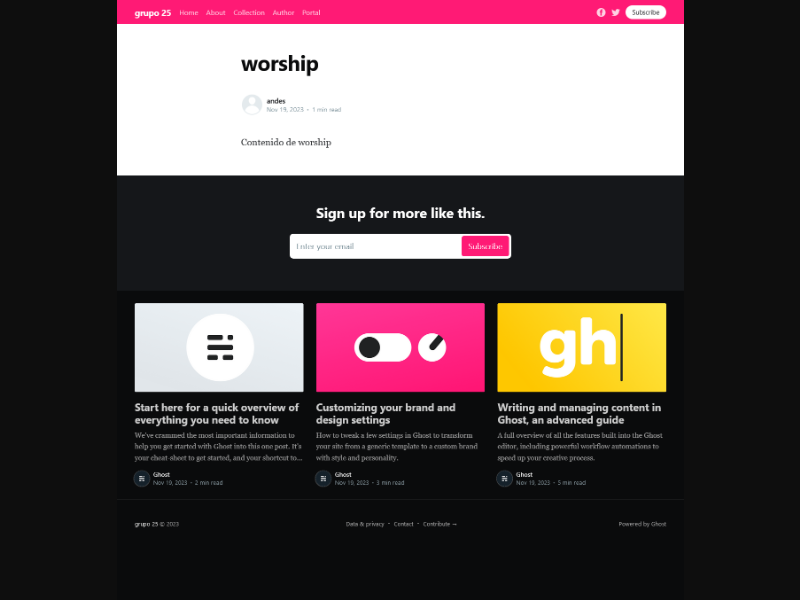 grupo 25 Home About Collection Author Portal Subscribe
worship
andes
Nov 19, 2023 • 1 min read
Contenido de worship
Sign up for more like this.
Enter your email Subscribe
gh
Start here for a quick overview of
everything you need to know
We've crammed the most important information to
help you get started with Ghost into this one post. It's
your cheat-sheet to get started, and your shortcut to...
Ghost
Nov 19, 2023 • 2 min read
Customizing your brand and
design settings
How to tweak a few settings in Ghost to transform
your site from a generic template to a custom brand
with style and personality.
Ghost
Nov 19, 2023 • 3 min read
Writing and managing content in
Ghost, an advanced guide
A full overview of all the features built into the Ghost
editor, including powerful workflow automations to
speed up your creative process.
Ghost
Nov 19, 2023 • 5 min read
grupo 25 © 2023 Data & privacy • Contact • Contribute → Powered by Ghost